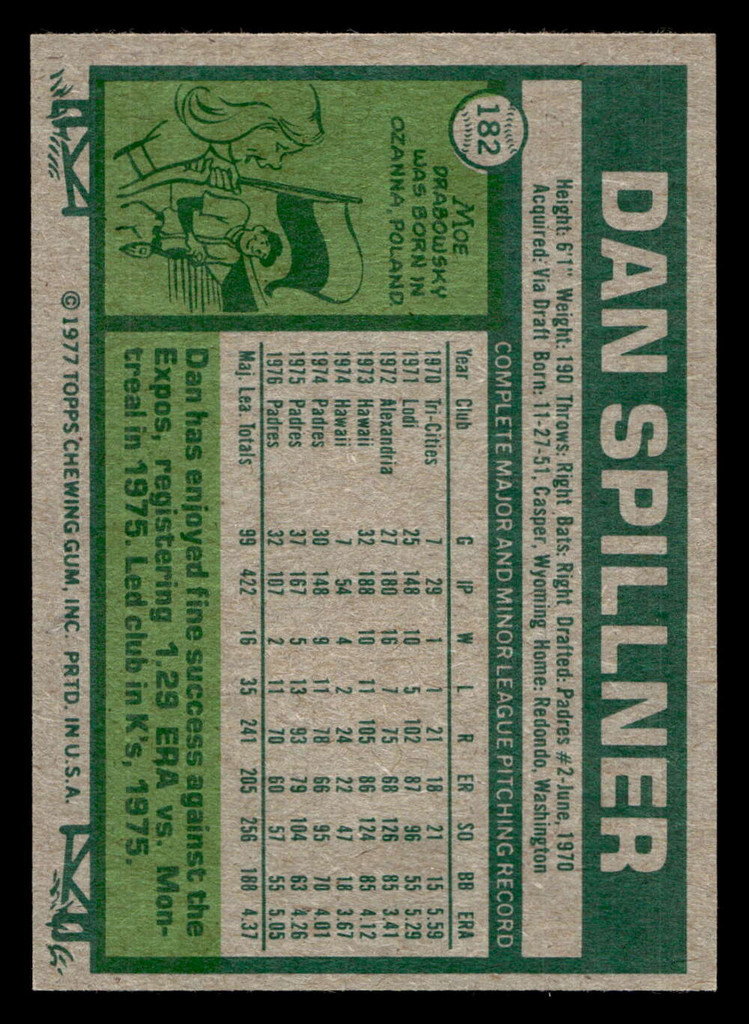 DAN SPILLNER
182
Height: 6'1" Weight: 190 Throws: Right Bats: Right Drafted: Padres #2-June, 1970
Acquired: Via Draft Born: 11-27-51, Casper, Wyoming Home: Redondo, Washington
COMPLETE MAJOR AND MINOR LEAGUE PITCHING RECORD
MOE
DRABOWSKY
WAS BORN IN
OZANNA, POLAND.
Year Club G IP W L R ER SO BB ERA
1970 Tri-Cities 7 29 1 1 21 18 21 15 5.59
1971 Lodi 25 148 10 5 102 87 96 55 5.29
1972 Alexandria 27 180 16 7 75 68 126 85 3.41
1973 Hawaii 32 188 10 11 105 86 124 85 4.12
1974 Hawaii 7 54 4 2 24 22 47 18 3.67
1974 Padres 30 148 9 11 78 66 95 70 4.01
1975 Padres 37 167 5 13 93 79 104 63 4.26
1976 Padres 32 107 2 11 70 60 57 55 5.05
Maj. Lea. Totals 99 422 16 35 241 205 256 188 4.37
Dan has enjoyed fine success against the
Expos, registering 1.29 ERA vs. Mon-
treal in 1975. Led club in K's, 1975.
© 1977 TOPPS CHEWING GUM, INC. PRTD. IN U.S.A.